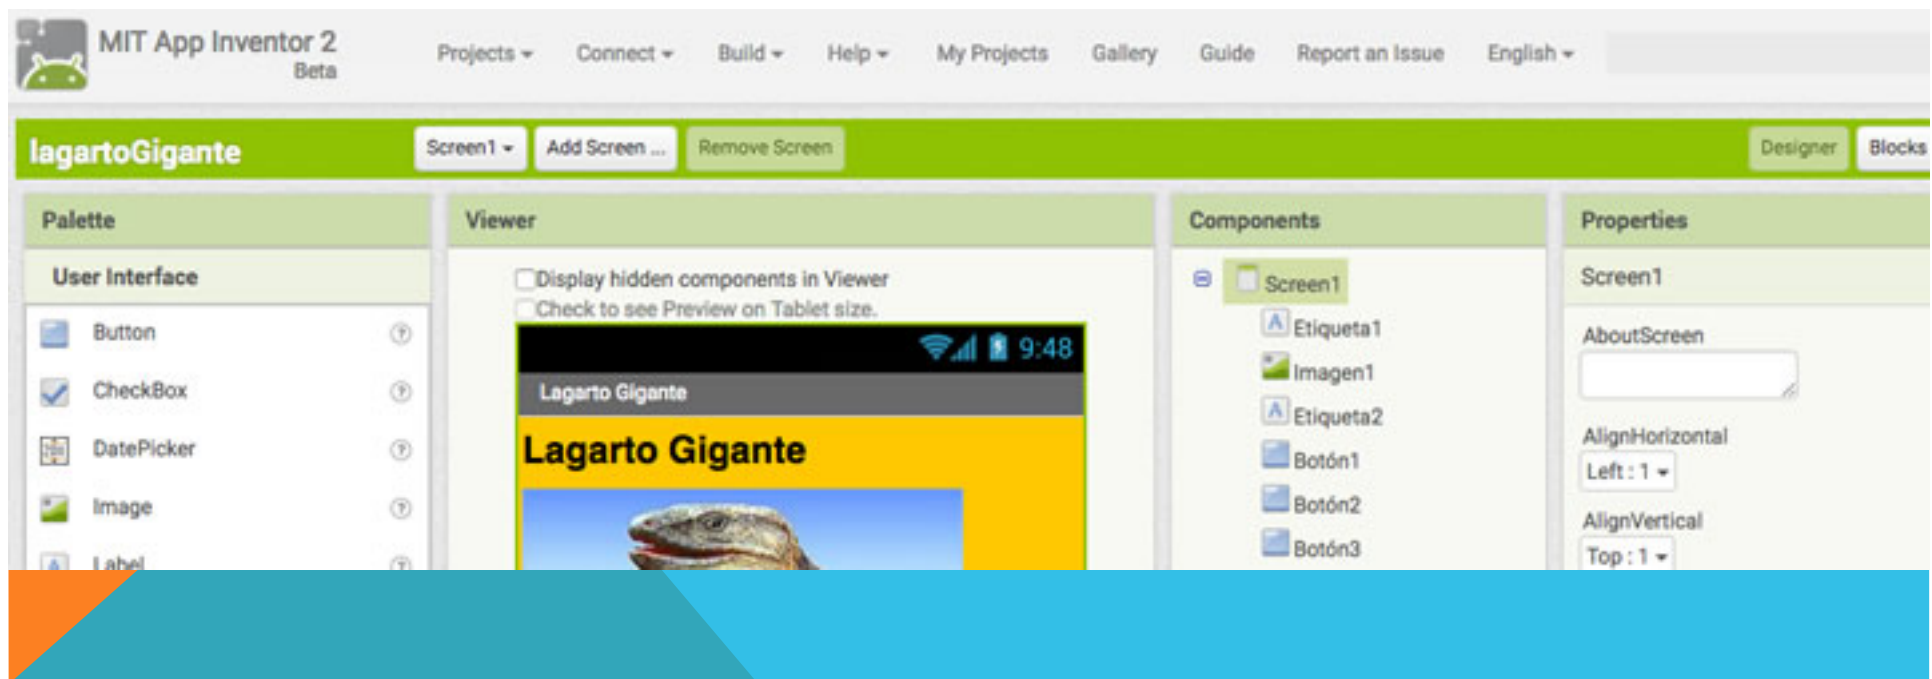 MIT App Inventor 2
Beta
Projects Connect Build Help My Projects Gallery Guide Report an Issue English
lagartoGigante Screen1 Add Screen ... Remove Screen Designer Blocks
Palette
User Interface
Button
CheckBox
DatePicker
Image
Label
Viewer
Display hidden components in Viewer
Check to see Preview on Tablet size.
9:48
Lagarto Gigante
Lagarto Gigante
Components
Screen1
Etiqueta1
Imagen1
Etiqueta2
Botón1
Botón2
Botón3
Properties
Screen1
AboutScreen
AlignHorizontal
Left : 1
AlignVertical
Top : 1